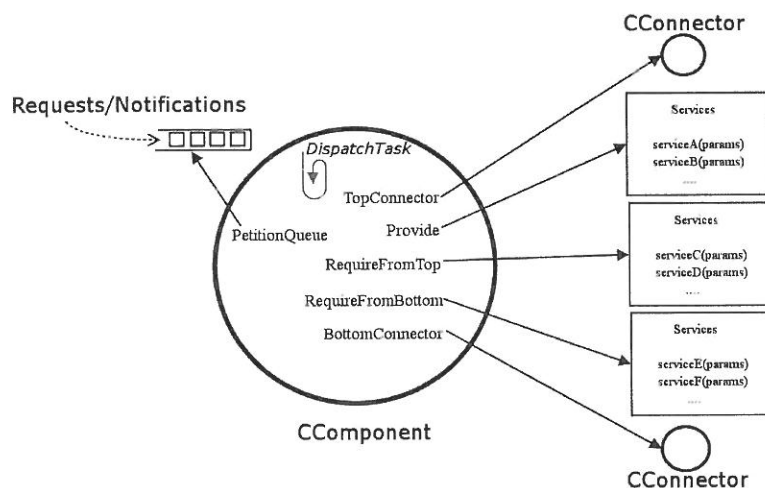 CConnector
Requests/Notifications
DispatchTask
TopConnector
PetitionQueue
Provide
RequireFromTop
RequireFromBottom
BottomConnector
CComponent
Services
serviceA(params)
serviceB(params)
....
Services
serviceC(params)
serviceD(params)
....
Services
serviceE(params)
serviceF(params)
....
CConnector